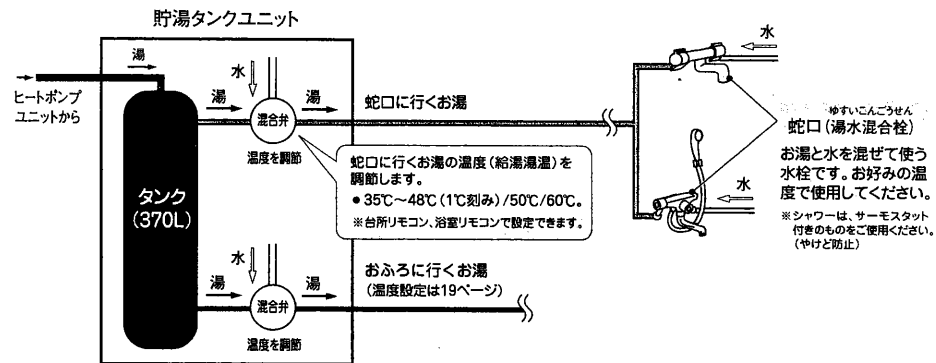 貯湯タンクユニット
湯
ヒートポンプ
ユニットから
タンク
(370L)
水
湯
混合弁
湯
温度を調節
蛇口に行くお湯
蛇口に行くお湯の温度(給湯温温)を
調節します。
● 35℃〜48℃(1℃刻み)/50℃/60℃。
※台所リモコン、浴室リモコンで設定できます。
水
湯
混合弁
湯
温度を調節
おふろに行くお湯
(温度設定は19ページ)
水
ゆすいこんごうせん
蛇口(湯水混合栓)
お湯と水を混ぜて使う
水栓です。お好みの温
度で使用してください。
水
※シャワーは、サーモスタット
付きのものをご使用ください。
(やけど防止)